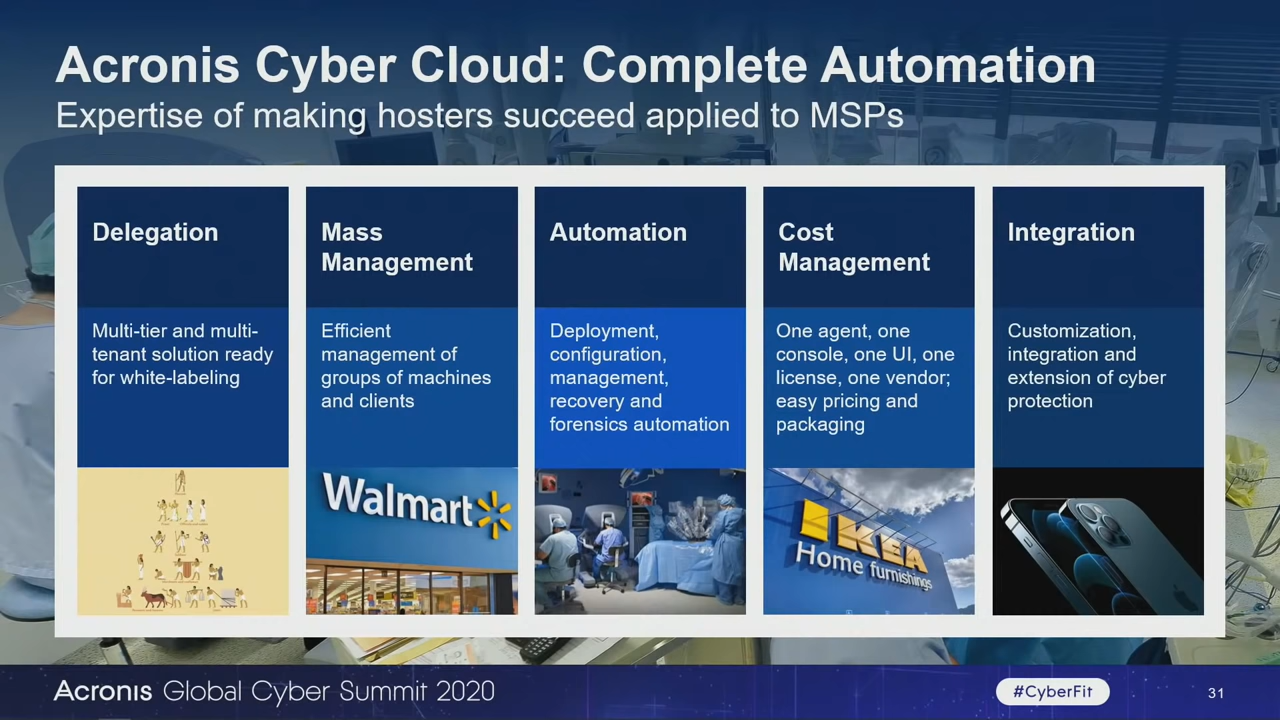 Acronis Cyber Cloud: Complete Automation
Expertise of making hosters succeed applied to MSPs
Delegation
Multi-tier and multi-
tenant solution ready
for white-labeling
Mass
Management
Efficient
management of
groups of machines
and clients
Walmart
Automation
Deployment,
configuration,
management,
recovery and
forensics automation
Cost
Management
One agent, one
console, one UI, one
license, one vendor;
easy pricing and
packaging
IKEA
Home furnishings
Integration
Customization,
integration and
extension of cyber
protection
Acronis Global Cyber Summit 2020
#CyberFit
31